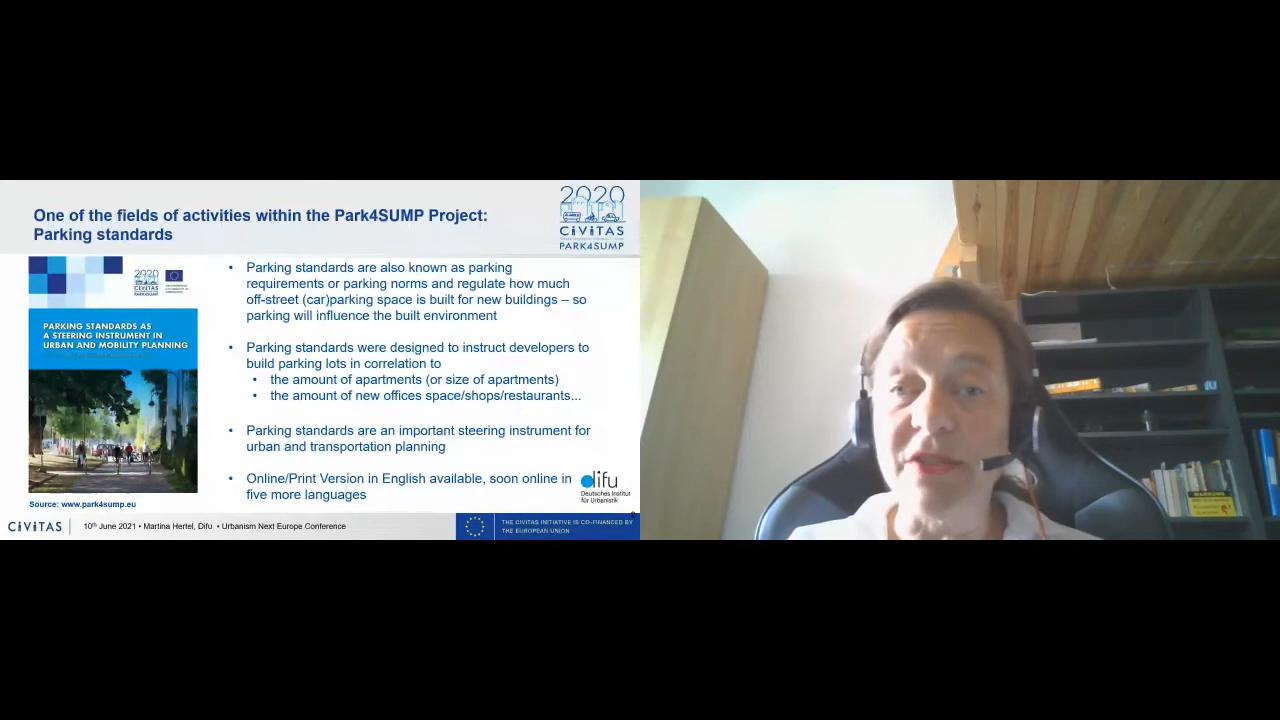 One of the fields of activities within the Park4SUMP Project:
Parking standards
2020
CIVITAS
PARK4SUMP
2020
CIVITAS
PARK4SUMP
PARKING STANDARDS AS
A STEERING INSTRUMENT IN
URBAN AND MOBILITY PLANNING
Source: www.park4sump.eu
• Parking standards are also known as parking
requirements or parking norms and regulate how much
off-street (car)parking space is built for new buildings – so
parking will influence the built environment
• Parking standards were designed to instruct developers to
build parking lots in correlation to
• the amount of apartments (or size of apartments)
• the amount of new offices space/shops/restaurants...
• Parking standards are an important steering instrument for
urban and transportation planning
• Online/Print Version in English available, soon online in
five more languages
difu
Deutsches Institut
für Urbanistik
CIVITAS
10th June 2021 • Martina Hertel, Difu • Urbanism Next Europe Conference
THE CIVITAS INITIATIVE IS CO-FINANCED BY
THE EUROPEAN UNION
WARNUNG